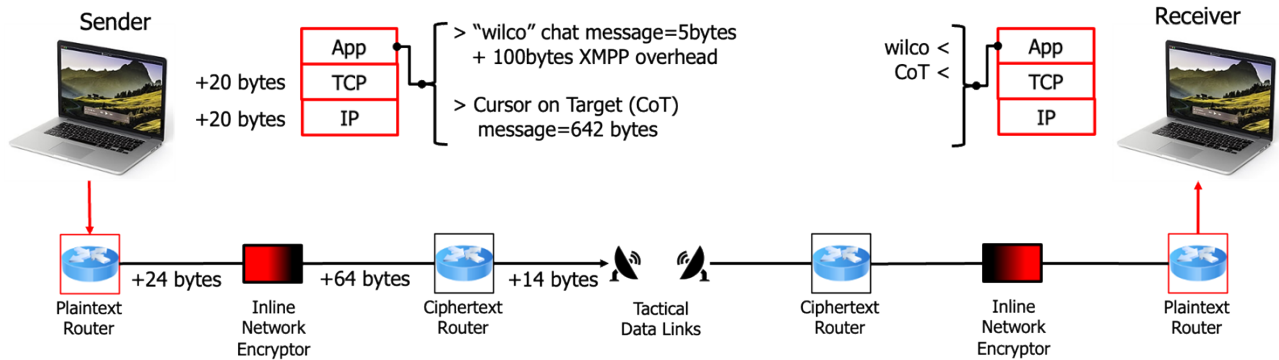 Sender
Receiver
+20 bytes
+20 bytes
App
TCP
IP
> “wilco” chat message=5bytes
+ 100bytes XMPP overhead
> Cursor on Target (CoT)
message=642 bytes
wilco <
CoT <
App
TCP
IP
+24 bytes
+64 bytes
+14 bytes
Plaintext
Router
Inline
Network
Encryptor
Ciphertext
Router
Tactical
Data Links
Ciphertext
Router
Inline
Network
Encryptor
Plaintext
Router